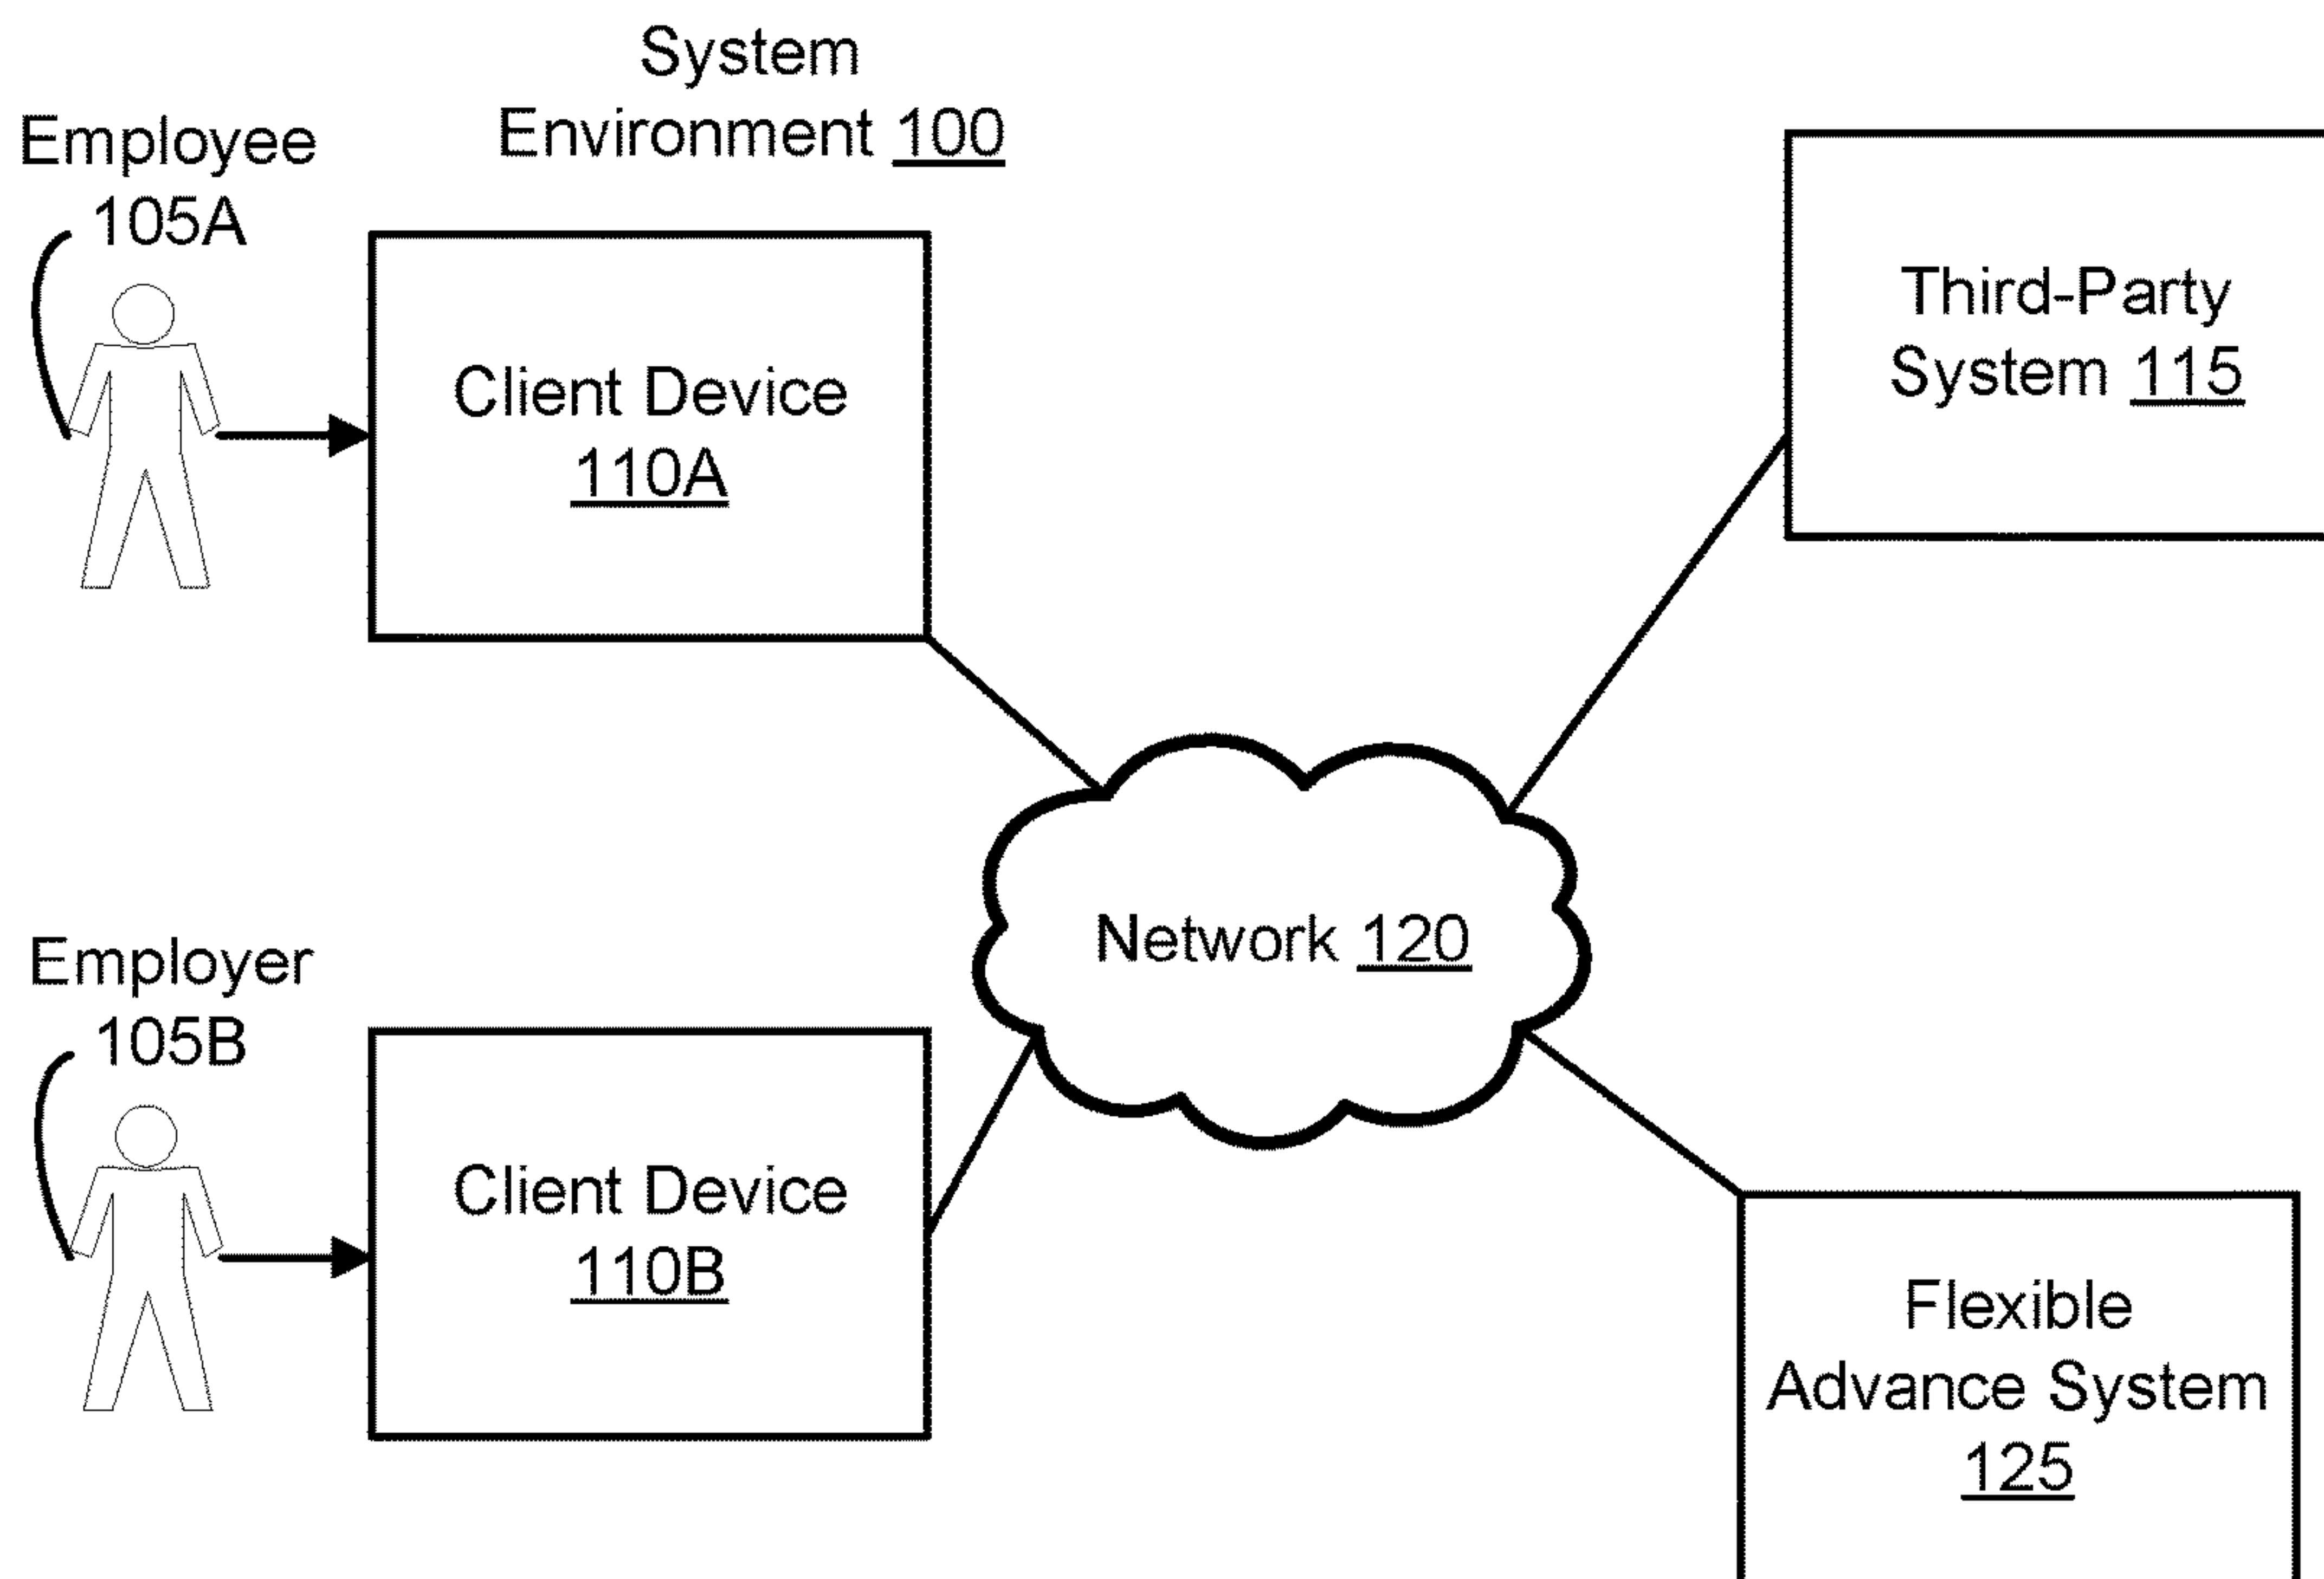 System
Environment 100
Employee
105A
Client Device
110A
Third-Party
System 115
Network 120
Employer
105B
Client Device
110B
Flexible
Advance System
125